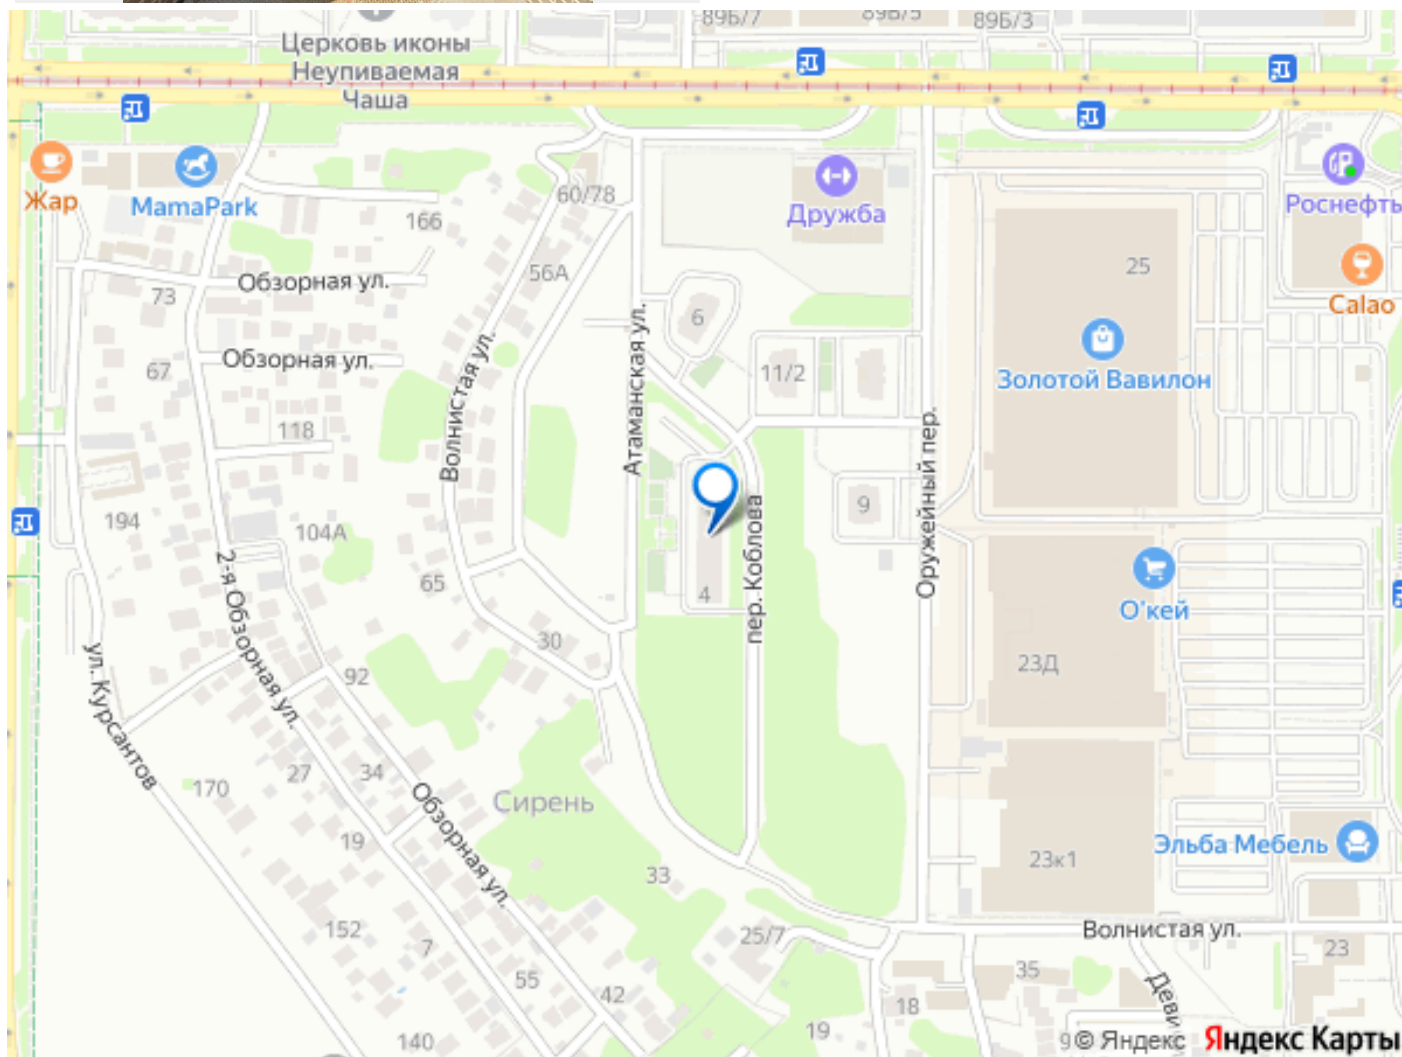 89Б/7
89Б/5
89Б/3
Церковь иконы
Неупиваемая
Чаша
Жар
MamaPark
60/78
Дружба
Роснефть
166
25
Обзорная ул.
56А
Calao
73
6
Обзорная ул.
67
11/2
Золотой Вавилон
Волнистая ул.
Атаманская ул.
118
Оружейный пер.
9
194
104А
пер. Коблова
2-я Обзорная ул.
65
4
О'кей
30
ул. Курсантов
92
23Д
27
34
170
Сирень
Обзорная ул.
19
Эльба Мебель
33
23к1
152
7
25/7
Волнистая ул.
23
55
42
35
Деви
18
140
19
9
© Яндекс
Яндекс Карты